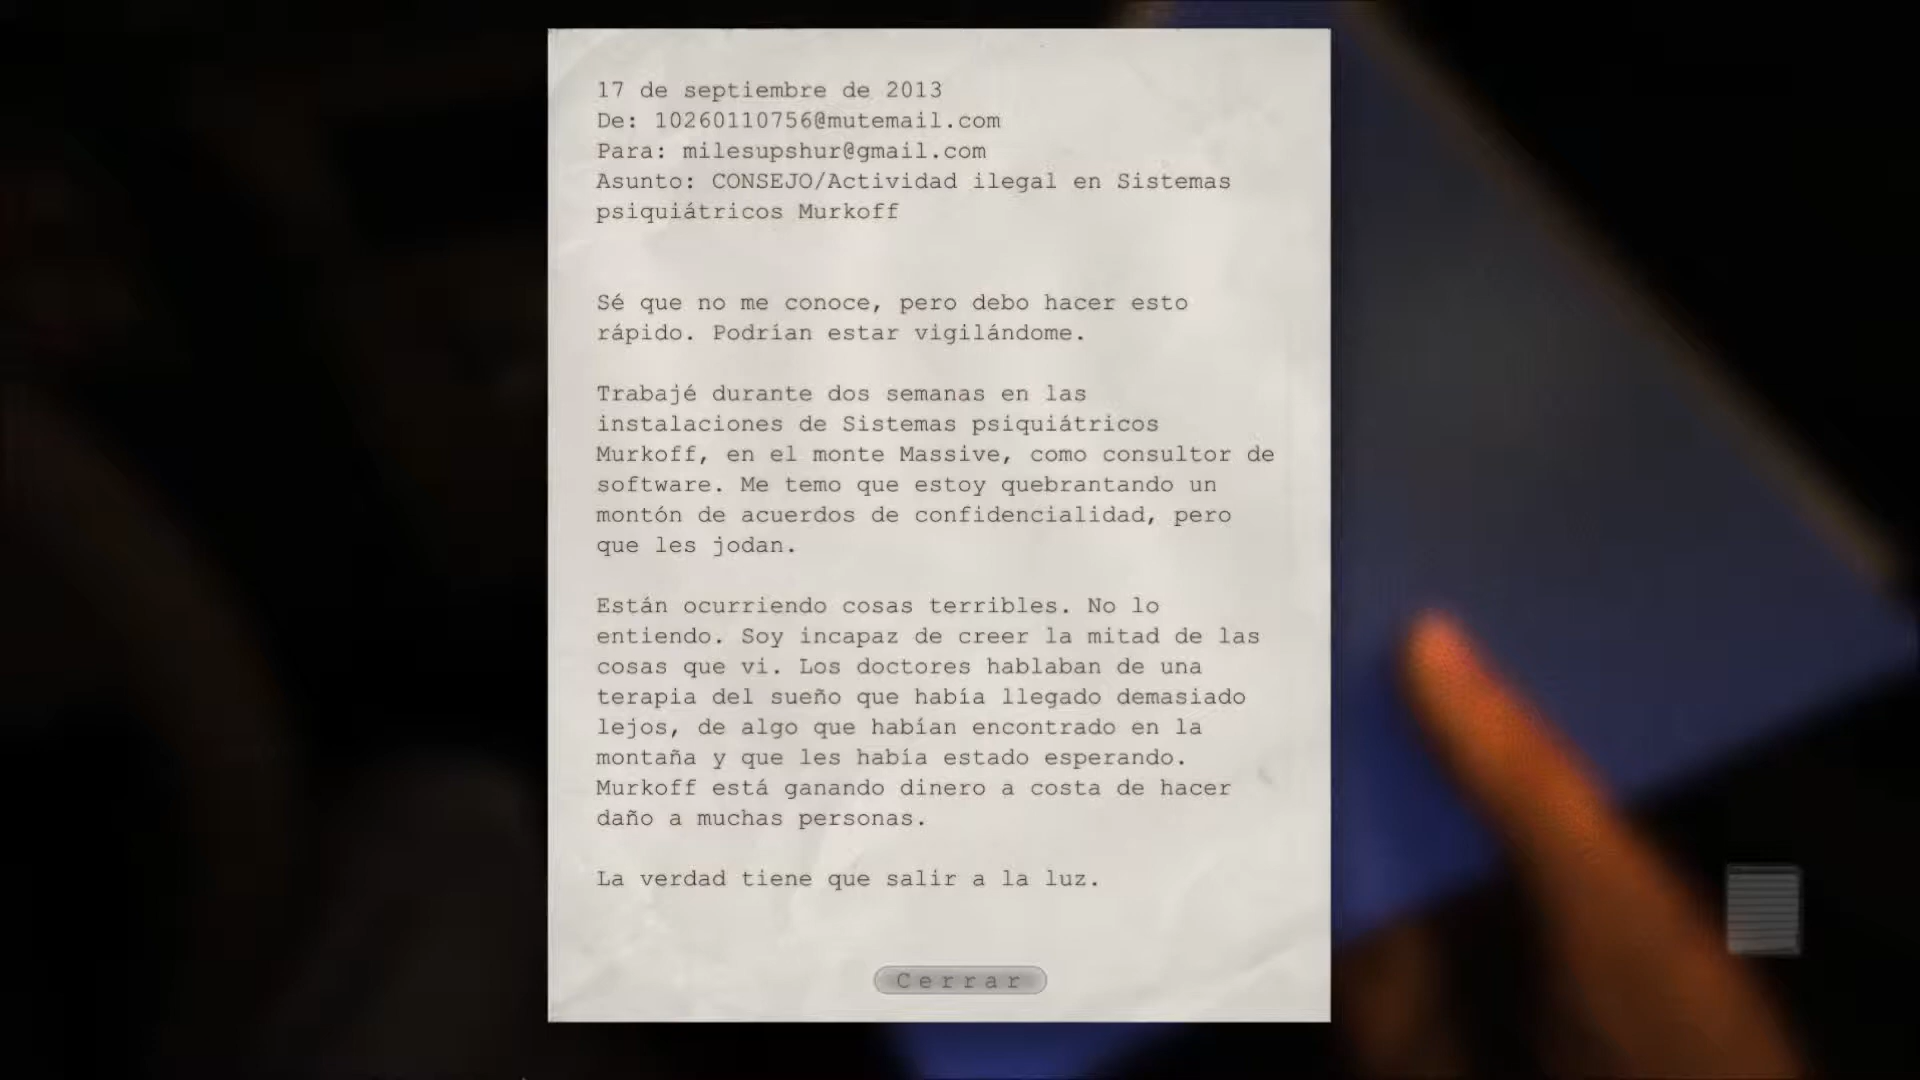 17 de septiembre de 2013
De: 10260110756@mutemail.com
Para: milesupshur@gmail.com
Asunto: CONSEJO/Actividad ilegal en Sistemas
psiquiátricos Murkoff
Sé que no me conoce, pero debo hacer esto
rápido. Podrían estar vigilándome.
Trabajé durante dos semanas en las
instalaciones de Sistemas psiquiátricos
Murkoff, en el monte Massive, como consultor de
software. Me temo que estoy quebrantando un
montón de acuerdos de confidencialidad, pero
que les jodan.
Están ocurriendo cosas terribles. No lo
entiendo. Soy incapaz de creer la mitad de las
cosas que vi. Los doctores hablaban de una
terapia del sueño que había llegado demasiado
lejos, de algo que habían encontrado en la
montaña y que les había estado esperando.
Murkoff está ganando dinero a costa de hacer
daño a muchas personas.
La verdad tiene que salir a la luz.
Cerrar